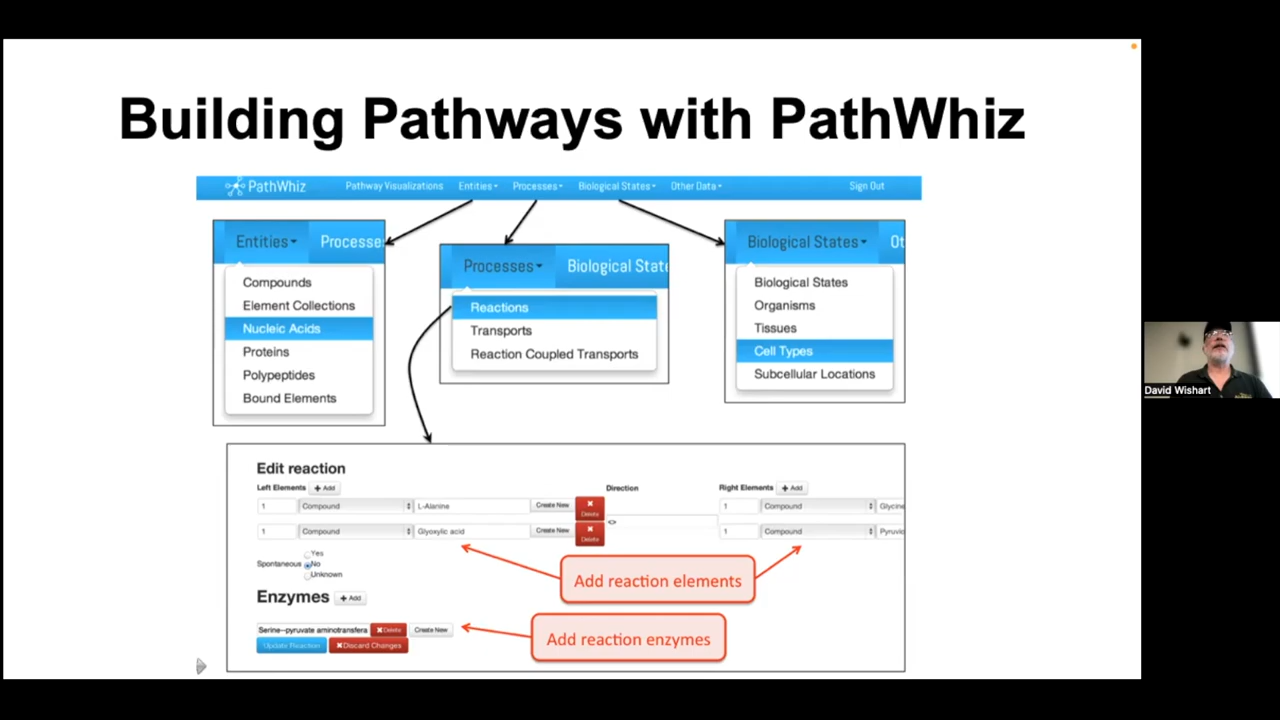 Building Pathways with PathWhiz
PathWhiz Pathway Visualizations Entities Processes Biological States Other Data Sign Out
Entities Processe
Compounds
Element Collections
Nucleic Acids
Proteins
Polypeptides
Bound Elements
Processes Biological State
Reactions
Transports
Reaction Coupled Transports
Biological States Ot
Biological States
Organisms
Tissues
Cell Types
Subcellular Locations
David Wishart
Edit reaction
Left Elements + Add Direction Right Elements + Add
1 Compound L-Alanine Create New Delete 1 Compound Glycine
<>
1 Compound Glyoxylic acid Create New Delete 1 Compound Pyruvic
Yes
Spontaneous No
Unknown
Add reaction elements
Enzymes + Add
Serine--pyruvate aminotransfera Delete Create New
Update Reaction Discard Changes
Add reaction enzymes